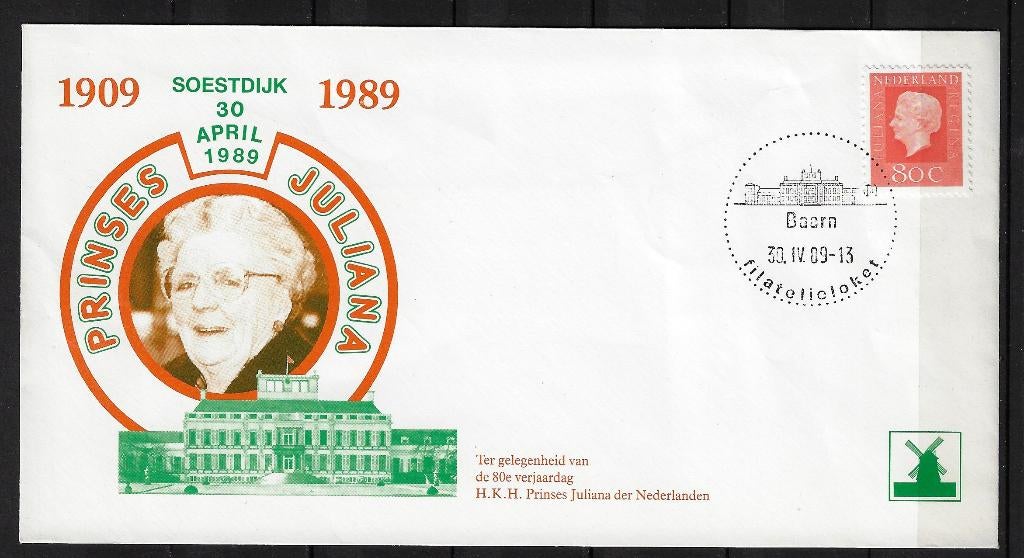 1909
SOESTDIJK
30
APRIL
1989
1989
PRINSES
JULIANA
NEDERLAND
JULIANA
REGINA
80 C
Baarn
30. IV. 89-13
filatelieloket
Ter gelegenheid van
de 80e verjaardag
H.K.H. Prinses Juliana der Nederlanden